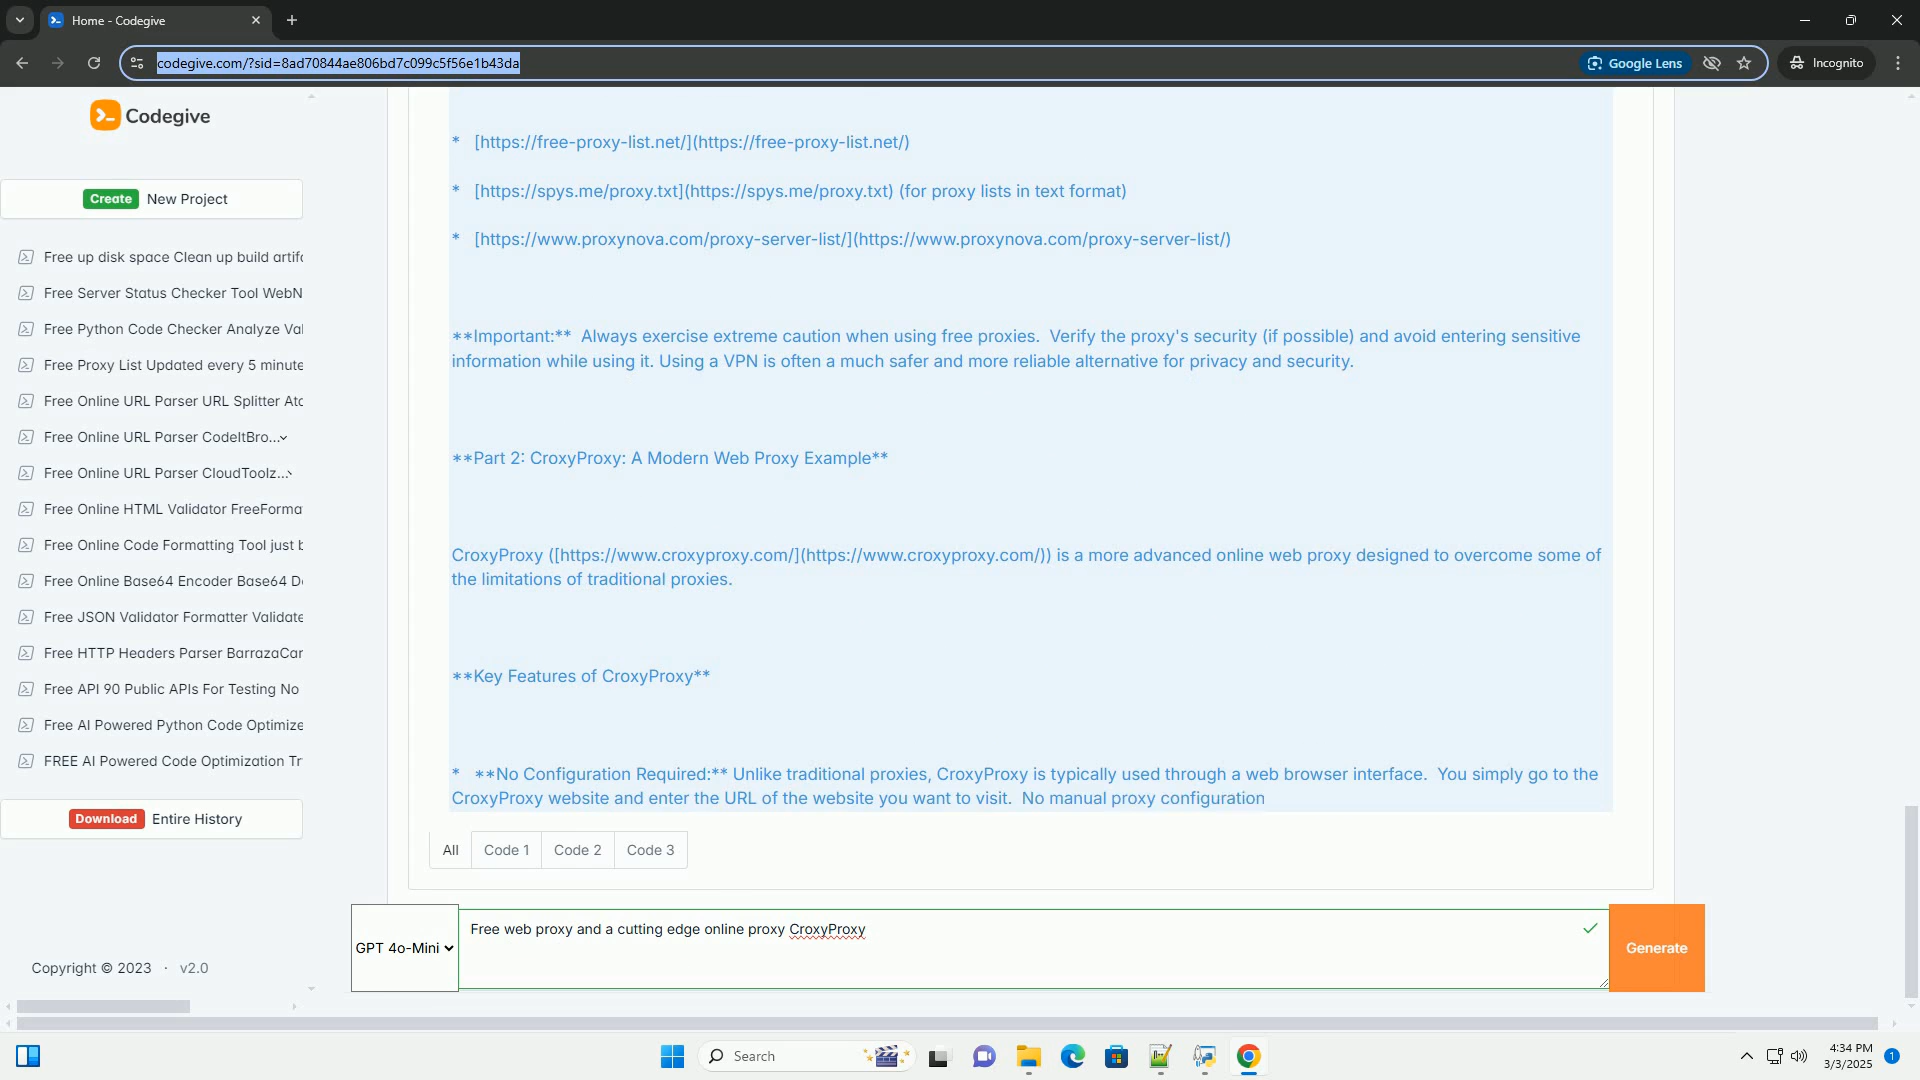 Home - Codegive
codegive.com/?sid=8ad70844ae806bd7c099c5f56e1b43da
Google Lens
Incognito
Codegive
Create New Project
Free up disk space Clean up build artifc
Free Server Status Checker Tool WebN
Free Python Code Checker Analyze Val
Free Proxy List Updated every 5 minute
Free Online URL Parser URL Splitter Atc
Free Online URL Parser CodeItBro...
Free Online URL Parser CloudToolz...
Free Online HTML Validator FreeForma
Free Online Code Formatting Tool just b
Free Online Base64 Encoder Base64 De
Free JSON Validator Formatter Validate
Free HTTP Headers Parser BarrazaCar
Free API 90 Public APIs For Testing No
Free AI Powered Python Code Optimize
FREE AI Powered Code Optimization Tr
Download Entire History
Copyright © 2023 · v2.0
* [https://free-proxy-list.net/](https://free-proxy-list.net/)
* [https://spys.me/proxy.txt](https://spys.me/proxy.txt) (for proxy lists in text format)
* [https://www.proxynova.com/proxy-server-list/](https://www.proxynova.com/proxy-server-list/)
**Important:** Always exercise extreme caution when using free proxies. Verify the proxy's security (if possible) and avoid entering sensitive
information while using it. Using a VPN is often a much safer and more reliable alternative for privacy and security.
**Part 2: CroxyProxy: A Modern Web Proxy Example**
CroxyProxy ([https://www.croxyproxy.com/](https://www.croxyproxy.com/)) is a more advanced online web proxy designed to overcome some of
the limitations of traditional proxies.
**Key Features of CroxyProxy**
* **No Configuration Required:** Unlike traditional proxies, CroxyProxy is typically used through a web browser interface. You simply go to the
CroxyProxy website and enter the URL of the website you want to visit. No manual proxy configuration
All Code 1 Code 2 Code 3
GPT 4o-Mini
Free web proxy and a cutting edge online proxy CroxyProxy
Generate
Search
4:34 PM
3/3/2025
1